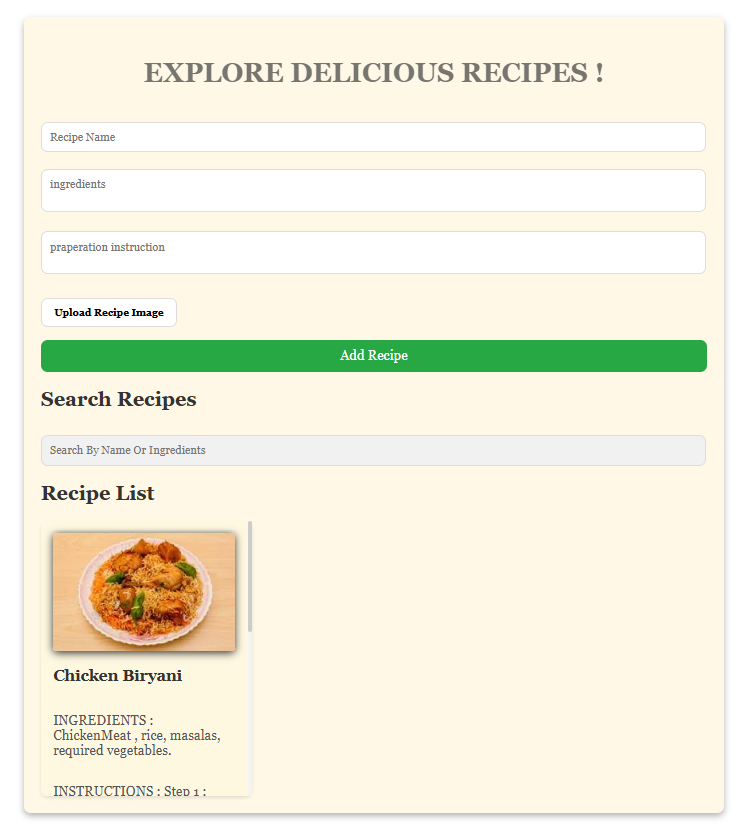 EXPLORE DELICIOUS RECIPES !
Recipe Name
ingredients
praperation instruction
Upload Recipe Image
Add Recipe
Search Recipes
Search By Name Or Ingredients
Recipe List
Chicken Biryani
INGREDIENTS :
ChickenMeat , rice, masalas,
required vegetables.
INSTRUCTIONS : Step 1 :